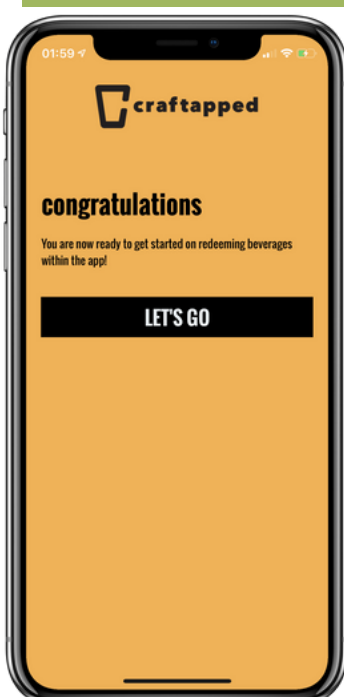 01:59
craftapped
congratulations
You are now ready to get started on redeeming beverages
within the app!
LET'S GO